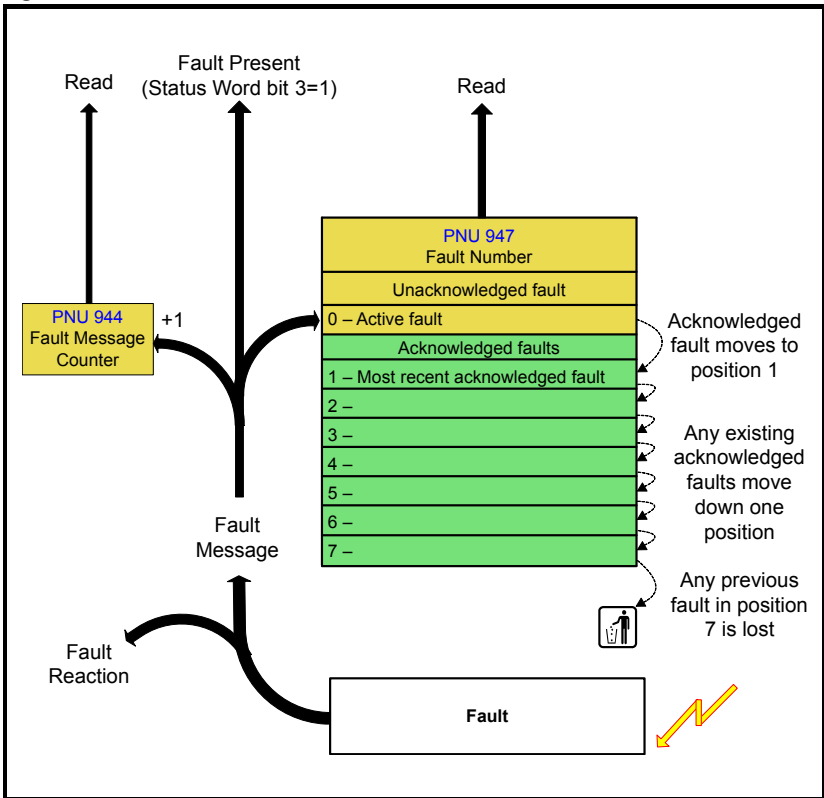 Read
Fault Present
(Status Word bit 3=1)
Read
PNU 947
Fault Number
Unacknowledged fault
0 – Active fault
Acknowledged faults
1 – Most recent acknowledged fault
2 –
3 –
4 –
5 –
6 –
7 –
PNU 944
Fault Message
Counter
+1
Acknowledged
fault moves to
position 1
Any existing
acknowledged
faults move
down one
position
Any previous
fault in position
7 is lost
Fault
Message
Fault
Reaction
Fault